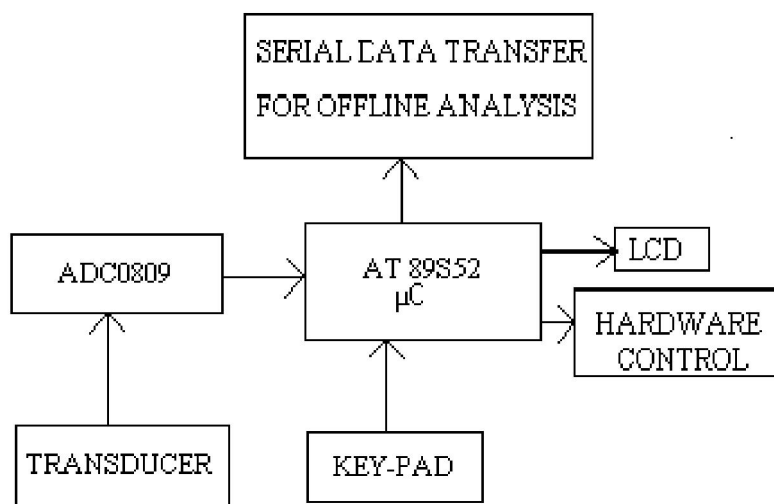 SERIAL DATA TRANSFER
FOR OFFLINE ANALYSIS
ADC0809
AT 89S52
μC
LCD
HARDWARE
CONTROL
TRANSDUCER
KEY-PAD